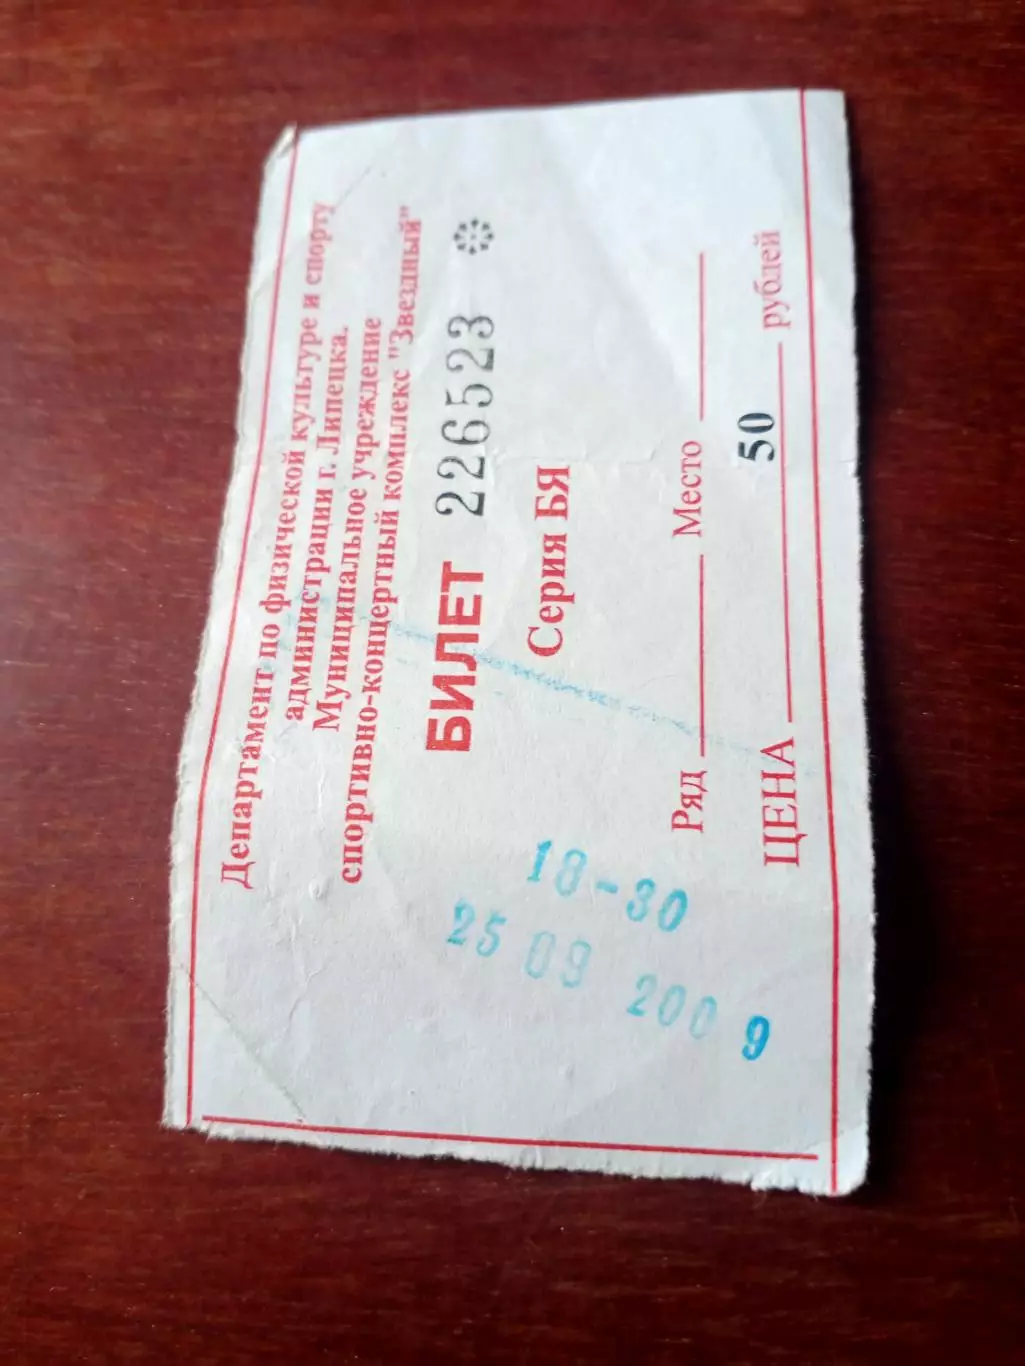 Департамент по физической культуре и спорту
администрации г. Липецка.
Муниципальное учреждение
спортивно-концертный комплекс "Звездный"
БИЛЕТ 226523
Серия БЯ
18-30
25 09 2009
Ряд Место
ЦЕНА 50 рублей